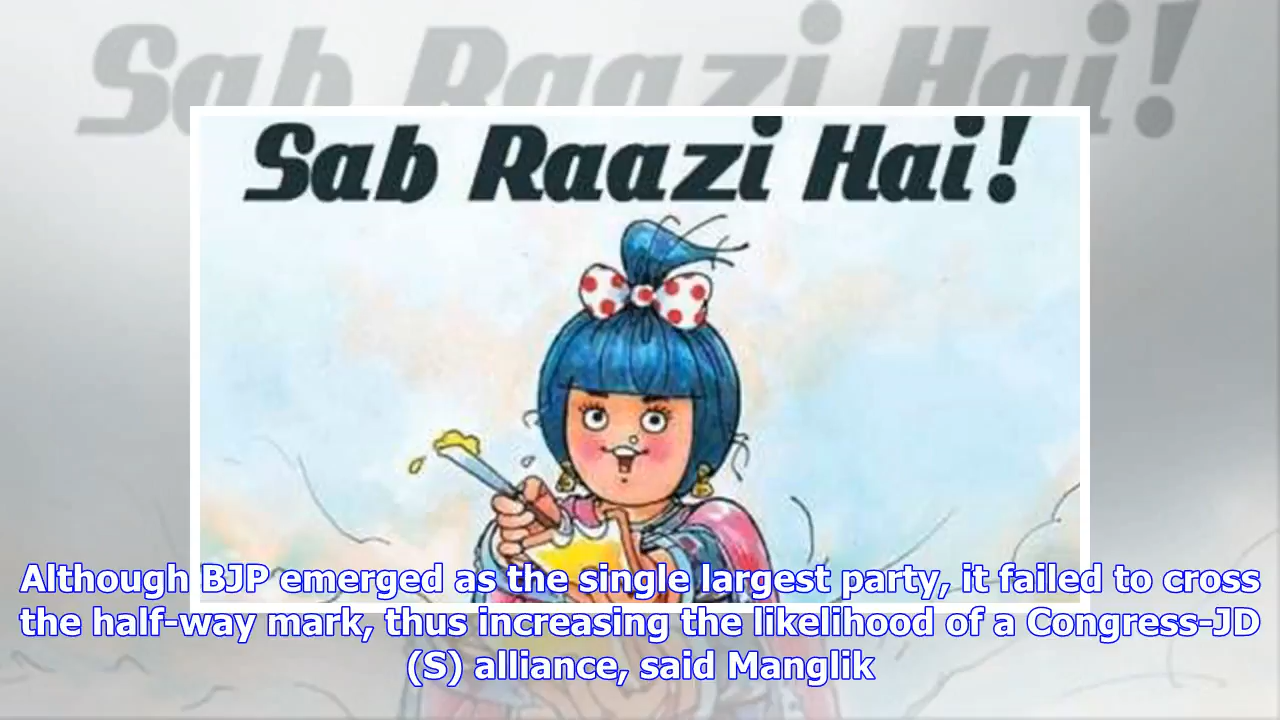 Sab Raazi Hai!
Sab Raazi Hai!
Although BJP emerged as the single largest party, it failed to cross
the half-way mark, thus increasing the likelihood of a Congress-JD
(S) alliance, said Manglik